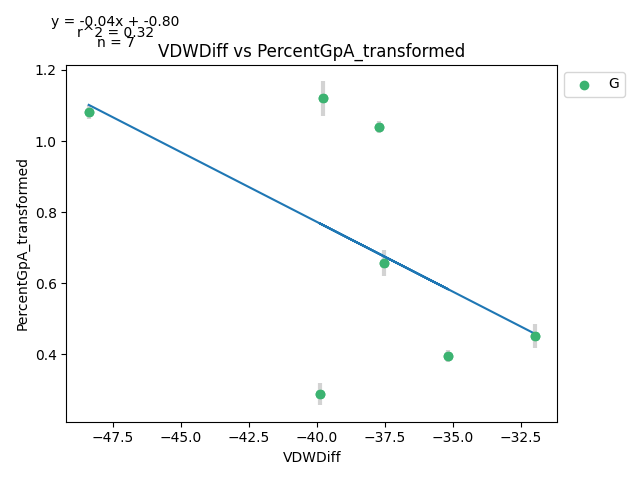 y = -0.04x + -0.80
r^2 = 0.32
n = 7
VDWDiff vs PercentGpA_transformed
G
PercentGpA_transformed
1.2
1.0
0.8
0.6
0.4
−47.5 −45.0 −42.5 −40.0 −37.5 −35.0 −32.5
VDWDiff